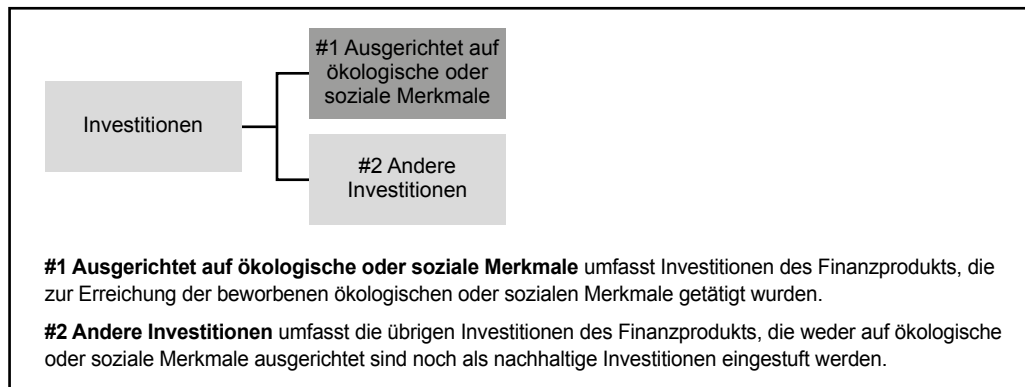 #1 Ausgerichtet auf
ökologische oder
soziale Merkmale
Investitionen
#2 Andere
Investitionen
#1 Ausgerichtet auf ökologische oder soziale Merkmale umfasst Investitionen des Finanzprodukts, die
zur Erreichung der beworbenen ökologischen oder sozialen Merkmale getätigt wurden.
#2 Andere Investitionen umfasst die übrigen Investitionen des Finanzprodukts, die weder auf ökologische
oder soziale Merkmale ausgerichtet sind noch als nachhaltige Investitionen eingestuft werden.